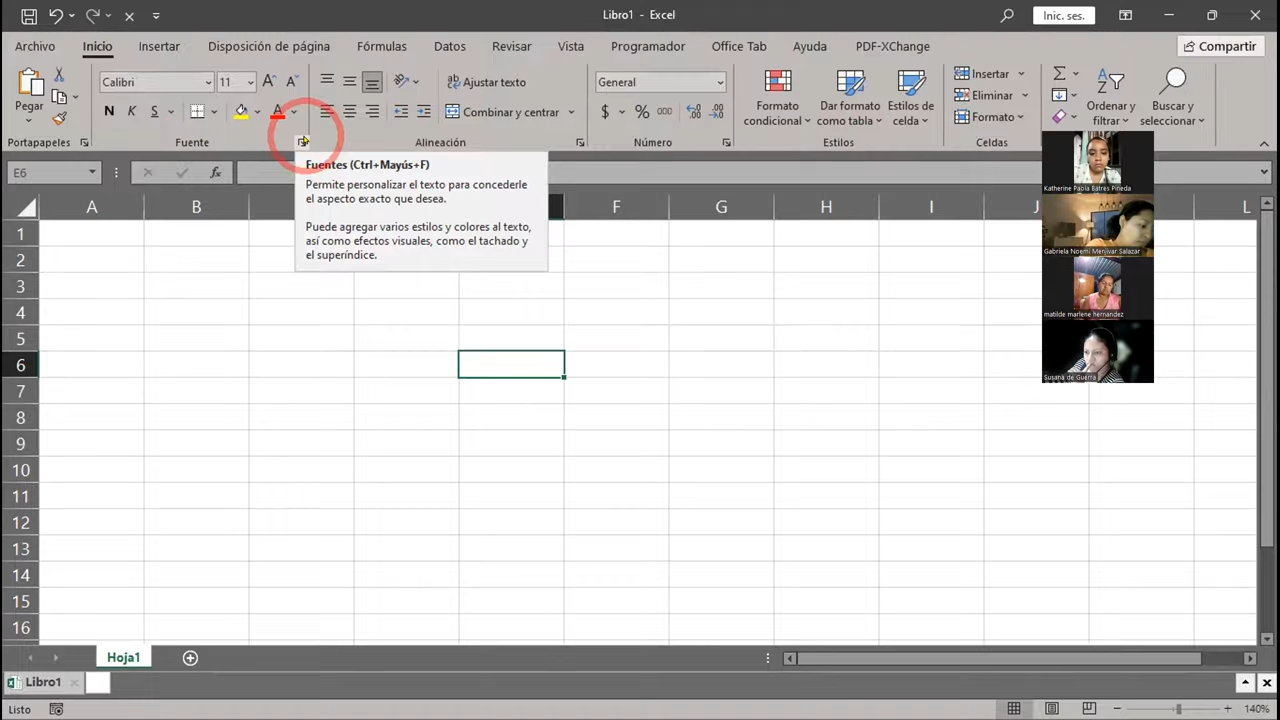 Libro1 - Excel
Inic. ses.
Archivo
Inicio
Insertar
Disposición de página
Fórmulas
Datos
Revisar
Vista
Programador
Office Tab
Ayuda
PDF-XChange
Compartir
Pegar
Calibri
11
N K S
Ajustar texto
Combinar y centrar
General
$ % 000
Formato condicional
Dar formato como tabla
Estilos de celda
Insertar
Eliminar
Formato
Ordenar y filtrar
Buscar y seleccionar
Portapapeles
Fuente
Alineación
Número
Estilos
Celdas
E6
fx
Fuentes (Ctrl+Mayús+F)
Permite personalizar el texto para concederle
el aspecto exacto que desea.
Puede agregar varios estilos y colores al texto,
así como efectos visuales, como el tachado y
el superíndice.
A B F G H I J L
1
2
3
4
5
6
7
8
9
10
11
12
13
14
15
16
Katherine Paola Batres Pineda
Gabriela Noemi Menjivar Salazar
matilde marlene hernandez
Susana de Guerra
Hoja1
Libro1
Listo
140%